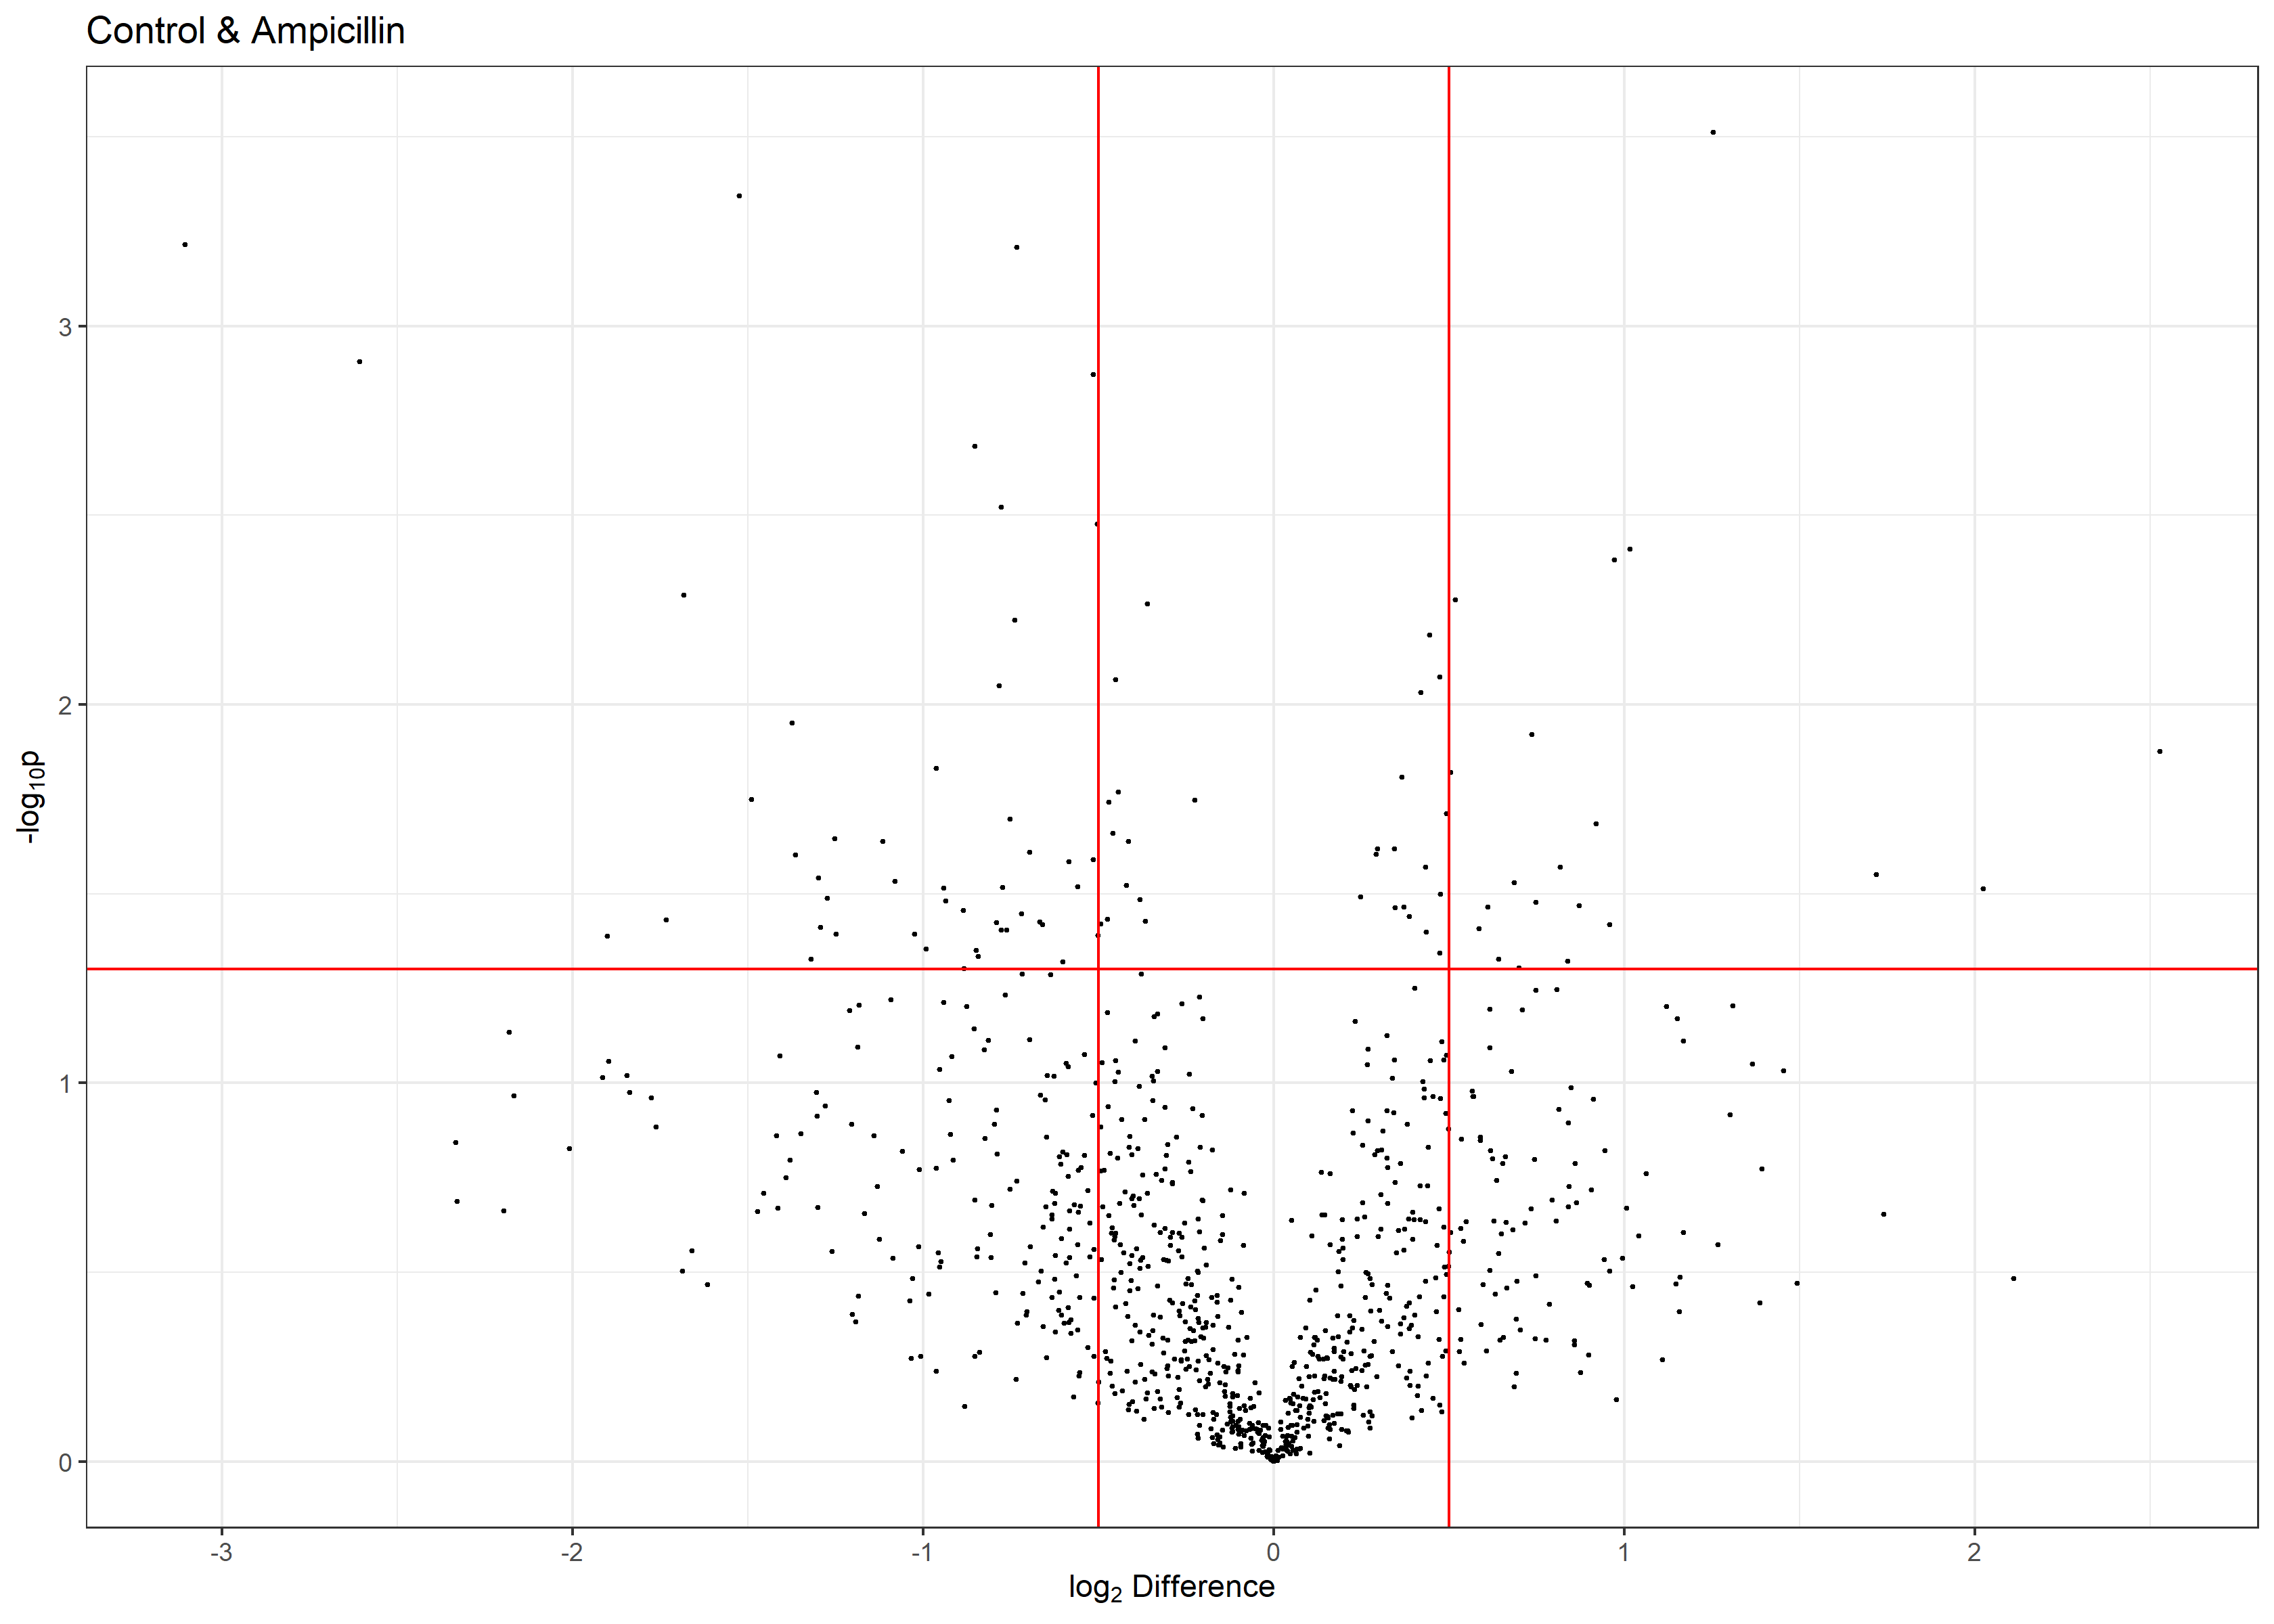 Control & Ampicillin
3
2
1
0
-log₁₀p
-3 -2 -1 0 1 2
log₂ Difference